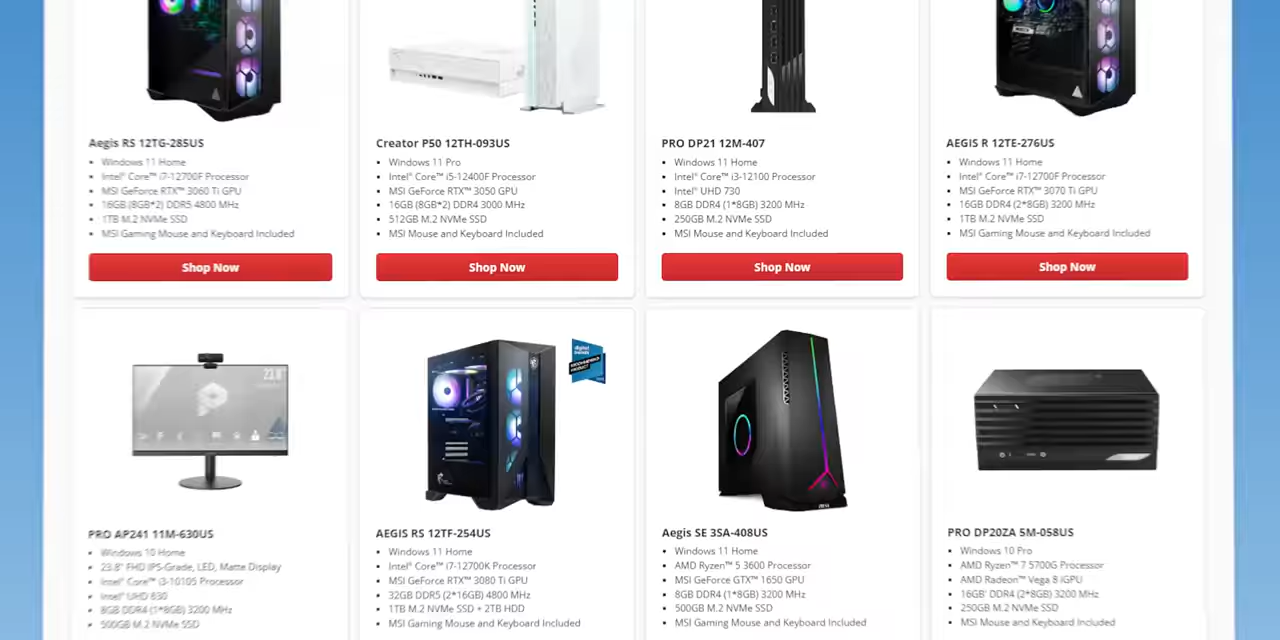 Aegis RS 12TG-285US
Windows 11 Home
Intel® Core™ i7-12700F Processor
MSI GeForce RTX™ 3060 Ti GPU
16GB (8GB*2) DDR5 4800 MHz
1TB M.2 NVMe SSD
MSI Gaming Mouse and Keyboard Included
Shop Now
Creator P50 12TH-093US
Windows 11 Pro
Intel® Core™ i5-12400F Processor
MSI GeForce RTX™ 3050 GPU
16GB (8GB*2) DDR4 3000 MHz
512GB M.2 NVMe SSD
MSI Mouse and Keyboard Included
Shop Now
PRO DP21 12M-407
Windows 11 Home
Intel® Core™ i3-12100 Processor
Intel® UHD 730
8GB DDR4 (1*8GB) 3200 MHz
250GB M.2 NVMe SSD
MSI Mouse and Keyboard Included
Shop Now
AEGIS R 12TE-276US
Windows 11 Home
Intel® Core™ i7-12700F Processor
MSI GeForce RTX™ 3070 Ti GPU
16GB DDR4 (2*8GB) 3200 MHz
1TB M.2 NVMe SSD
MSI Gaming Mouse and Keyboard Included
Shop Now
23.8"
PRO AP241 11M-630US
Windows 10 Home
23.8" FHD IPS-Grade, LED, Matte Display
Intel® Core™ i3-10105 Processor
Intel® UHD 630
8GB DDR4 (1*8GB) 3200 MHz
500GB M.2 NVMe SSD
digital trends
RECOMMENDED
PRODUCT
AEGIS RS 12TF-254US
Windows 11 Home
Intel® Core™ i7-12700K Processor
MSI GeForce RTX™ 3080 Ti GPU
32GB DDR5 (2*16GB) 4800 MHz
1TB M.2 NVMe SSD + 2TB HDD
MSI Gaming Mouse and Keyboard Included
Aegis SE 3SA-408US
Windows 11 Home
AMD Ryzen™ 5 3600 Processor
MSI GeForce GTX™ 1650 GPU
8GB DDR4 (1*8GB) 3200 MHz
500GB M.2 NVMe SSD
MSI Gaming Mouse and Keyboard Included
PRO DP20ZA 5M-058US
Windows 10 Pro
AMD Ryzen™ 7 5700G Processor
AMD Radeon™ Vega 8 iGPU
16GB' DDR4 (2*8GB) 3200 MHz
250GB M.2 NVMe SSD
MSI Mouse and Keyboard Included